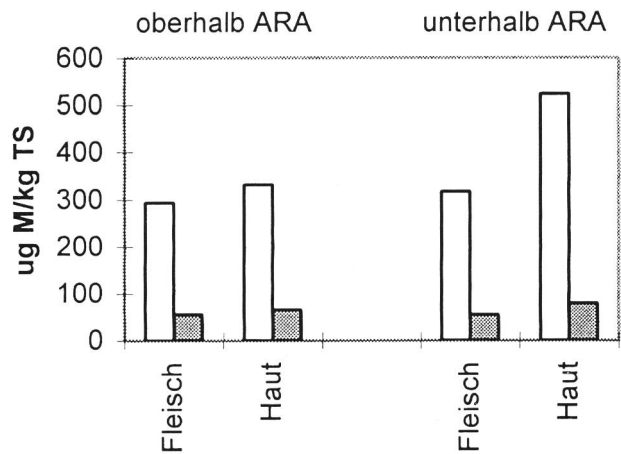 oberhalb ARA unterhalb ARA
ug M/kg TS
600
500
400
300
200
100
0
Fleisch
Haut
Fleisch
Haut